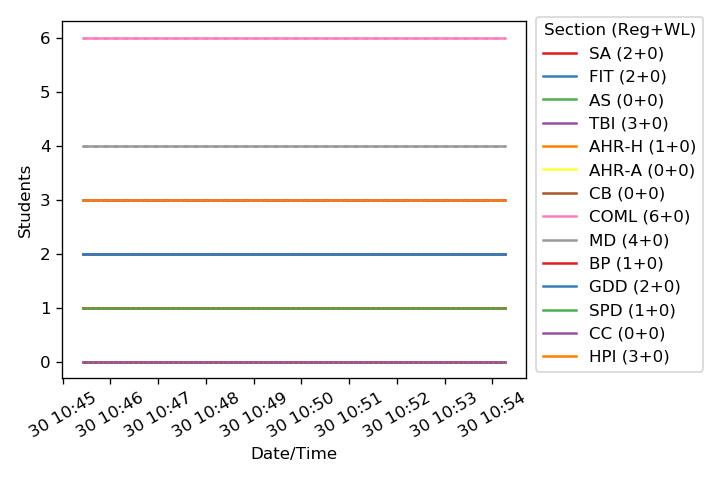 Students
6
5
4
3
2
1
0
30 10:45
30 10:46
30 10:47
30 10:48
30 10:49
30 10:50
30 10:51
30 10:52
30 10:53
30 10:54
Date/Time
Section (Reg+WL)
SA (2+0)
FIT (2+0)
AS (0+0)
TBI (3+0)
AHR-H (1+0)
AHR-A (0+0)
CB (0+0)
COML (6+0)
MD (4+0)
BP (1+0)
GDD (2+0)
SPD (1+0)
CC (0+0)
HPI (3+0)